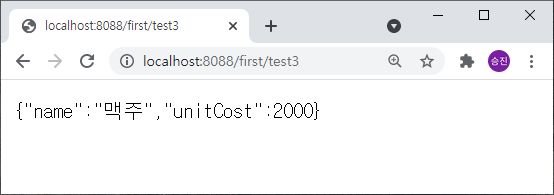 localhost:8088/first/test3
localhost:8088/first/test3
승진
{"name":"맥주","unitCost":2000}